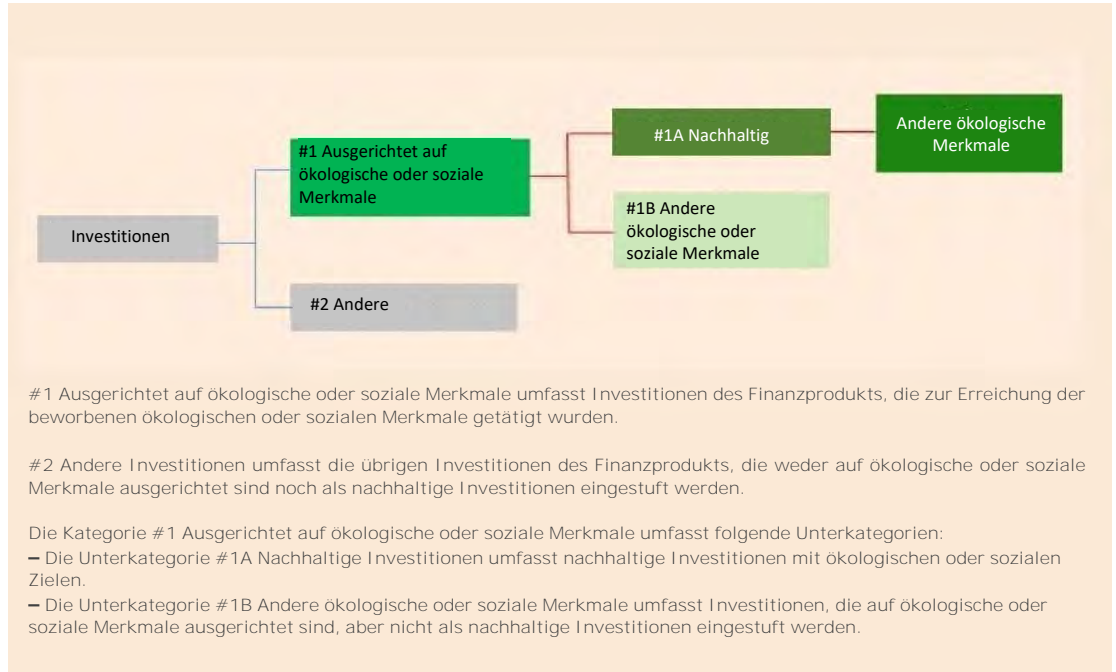 #1 Ausgerichtet auf
ökologische oder soziale
Merkmale
#1A Nachhaltig
Andere ökologische
Merkmale
#1B Andere
ökologische oder
soziale Merkmale
Investitionen
#2 Andere
#1 Ausgerichtet auf ökologische oder soziale Merkmale umfasst Investitionen des Finanzprodukts, die zur Erreichung der
beworbenen ökologischen oder sozialen Merkmale getätigt wurden.
#2 Andere Investitionen umfasst die übrigen Investitionen des Finanzprodukts, die weder auf ökologische oder soziale
Merkmale ausgerichtet sind noch als nachhaltige Investitionen eingestuft werden.
Die Kategorie #1 Ausgerichtet auf ökologische oder soziale Merkmale umfasst folgende Unterkategorien:
– Die Unterkategorie #1A Nachhaltige Investitionen umfasst nachhaltige Investitionen mit ökologischen oder sozialen
Zielen.
– Die Unterkategorie #1B Andere ökologische oder soziale Merkmale umfasst Investitionen, die auf ökologische oder
soziale Merkmale ausgerichtet sind, aber nicht als nachhaltige Investitionen eingestuft werden.